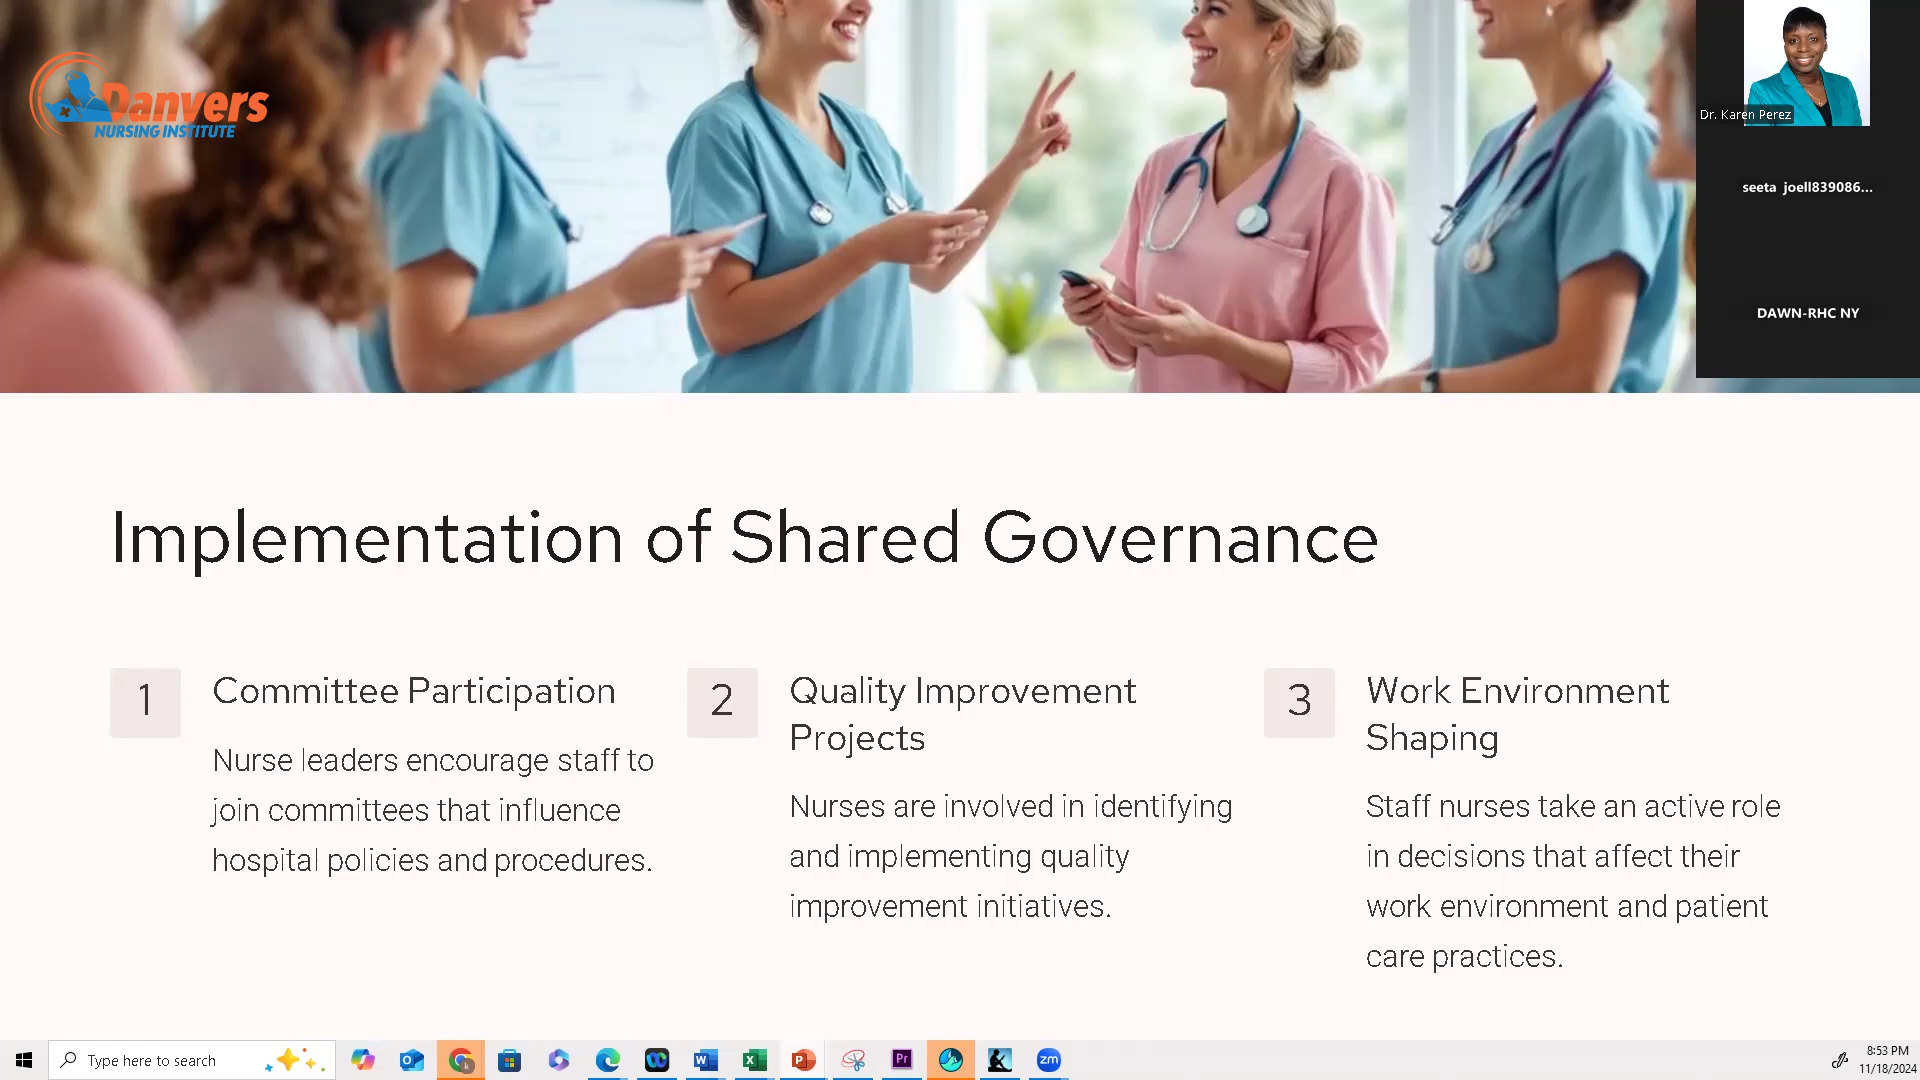 Danvers
NURSING INSTITUTE
Dr. Karen Perez
seeta joell839086...
DAWN-RHC NY
Implementation of Shared Governance
1
Committee Participation
Nurse leaders encourage staff to
join committees that influence
hospital policies and procedures.
2
Quality Improvement
Projects
Nurses are involved in identifying
and implementing quality
improvement initiatives.
3
Work Environment
Shaping
Staff nurses take an active role
in decisions that affect their
work environment and patient
care practices.
Type here to search
W
X
P
Pr
zm
8:53 PM
11/18/2024